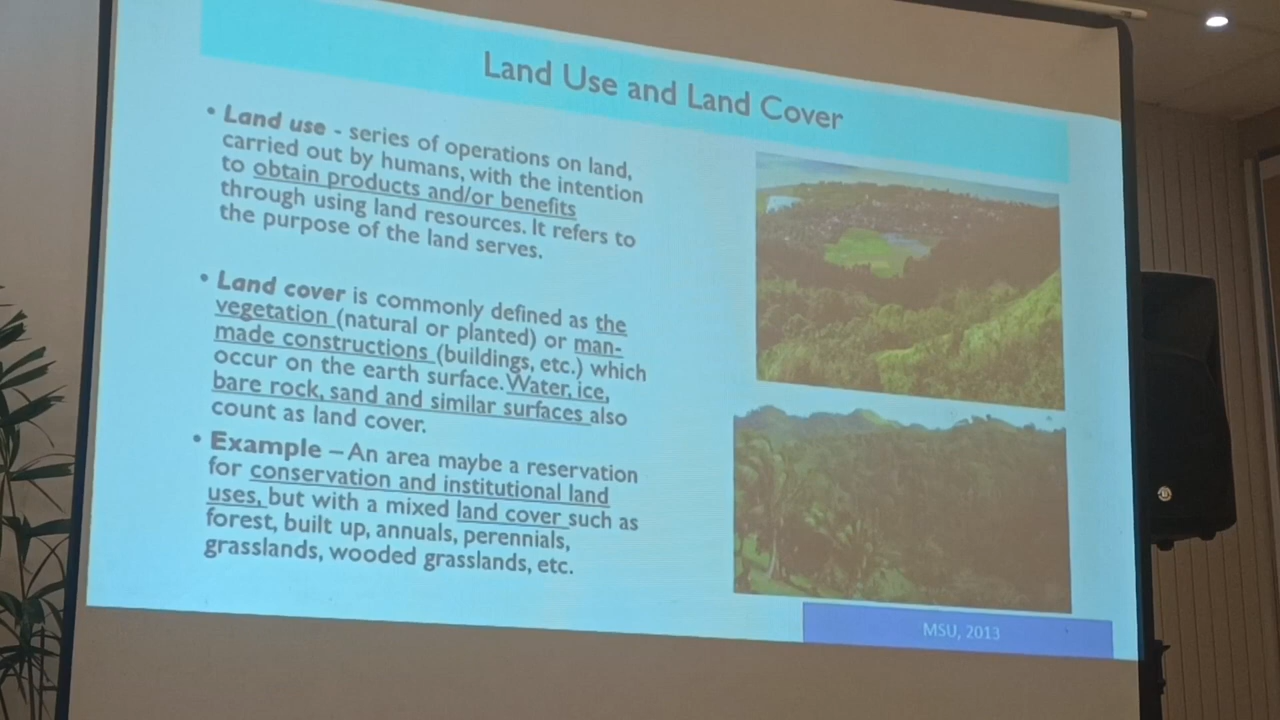 Land Use and Land Cover
• Land use - series of operations on land,
carried out by humans, with the intention
to obtain products and/or benefits
through using land resources. It refers to
the purpose of the land serves.
• Land cover is commonly defined as the
vegetation (natural or planted) or man-
made constructions (buildings, etc.) which
occur on the earth surface. Water, ice,
bare rock, sand and similar surfaces also
count as land cover.
• Example – An area maybe a reservation
for conservation and institutional land
uses, but with a mixed land cover such as
forest, built up, annuals, perennials,
grasslands, wooded grasslands, etc.
MSU, 2013